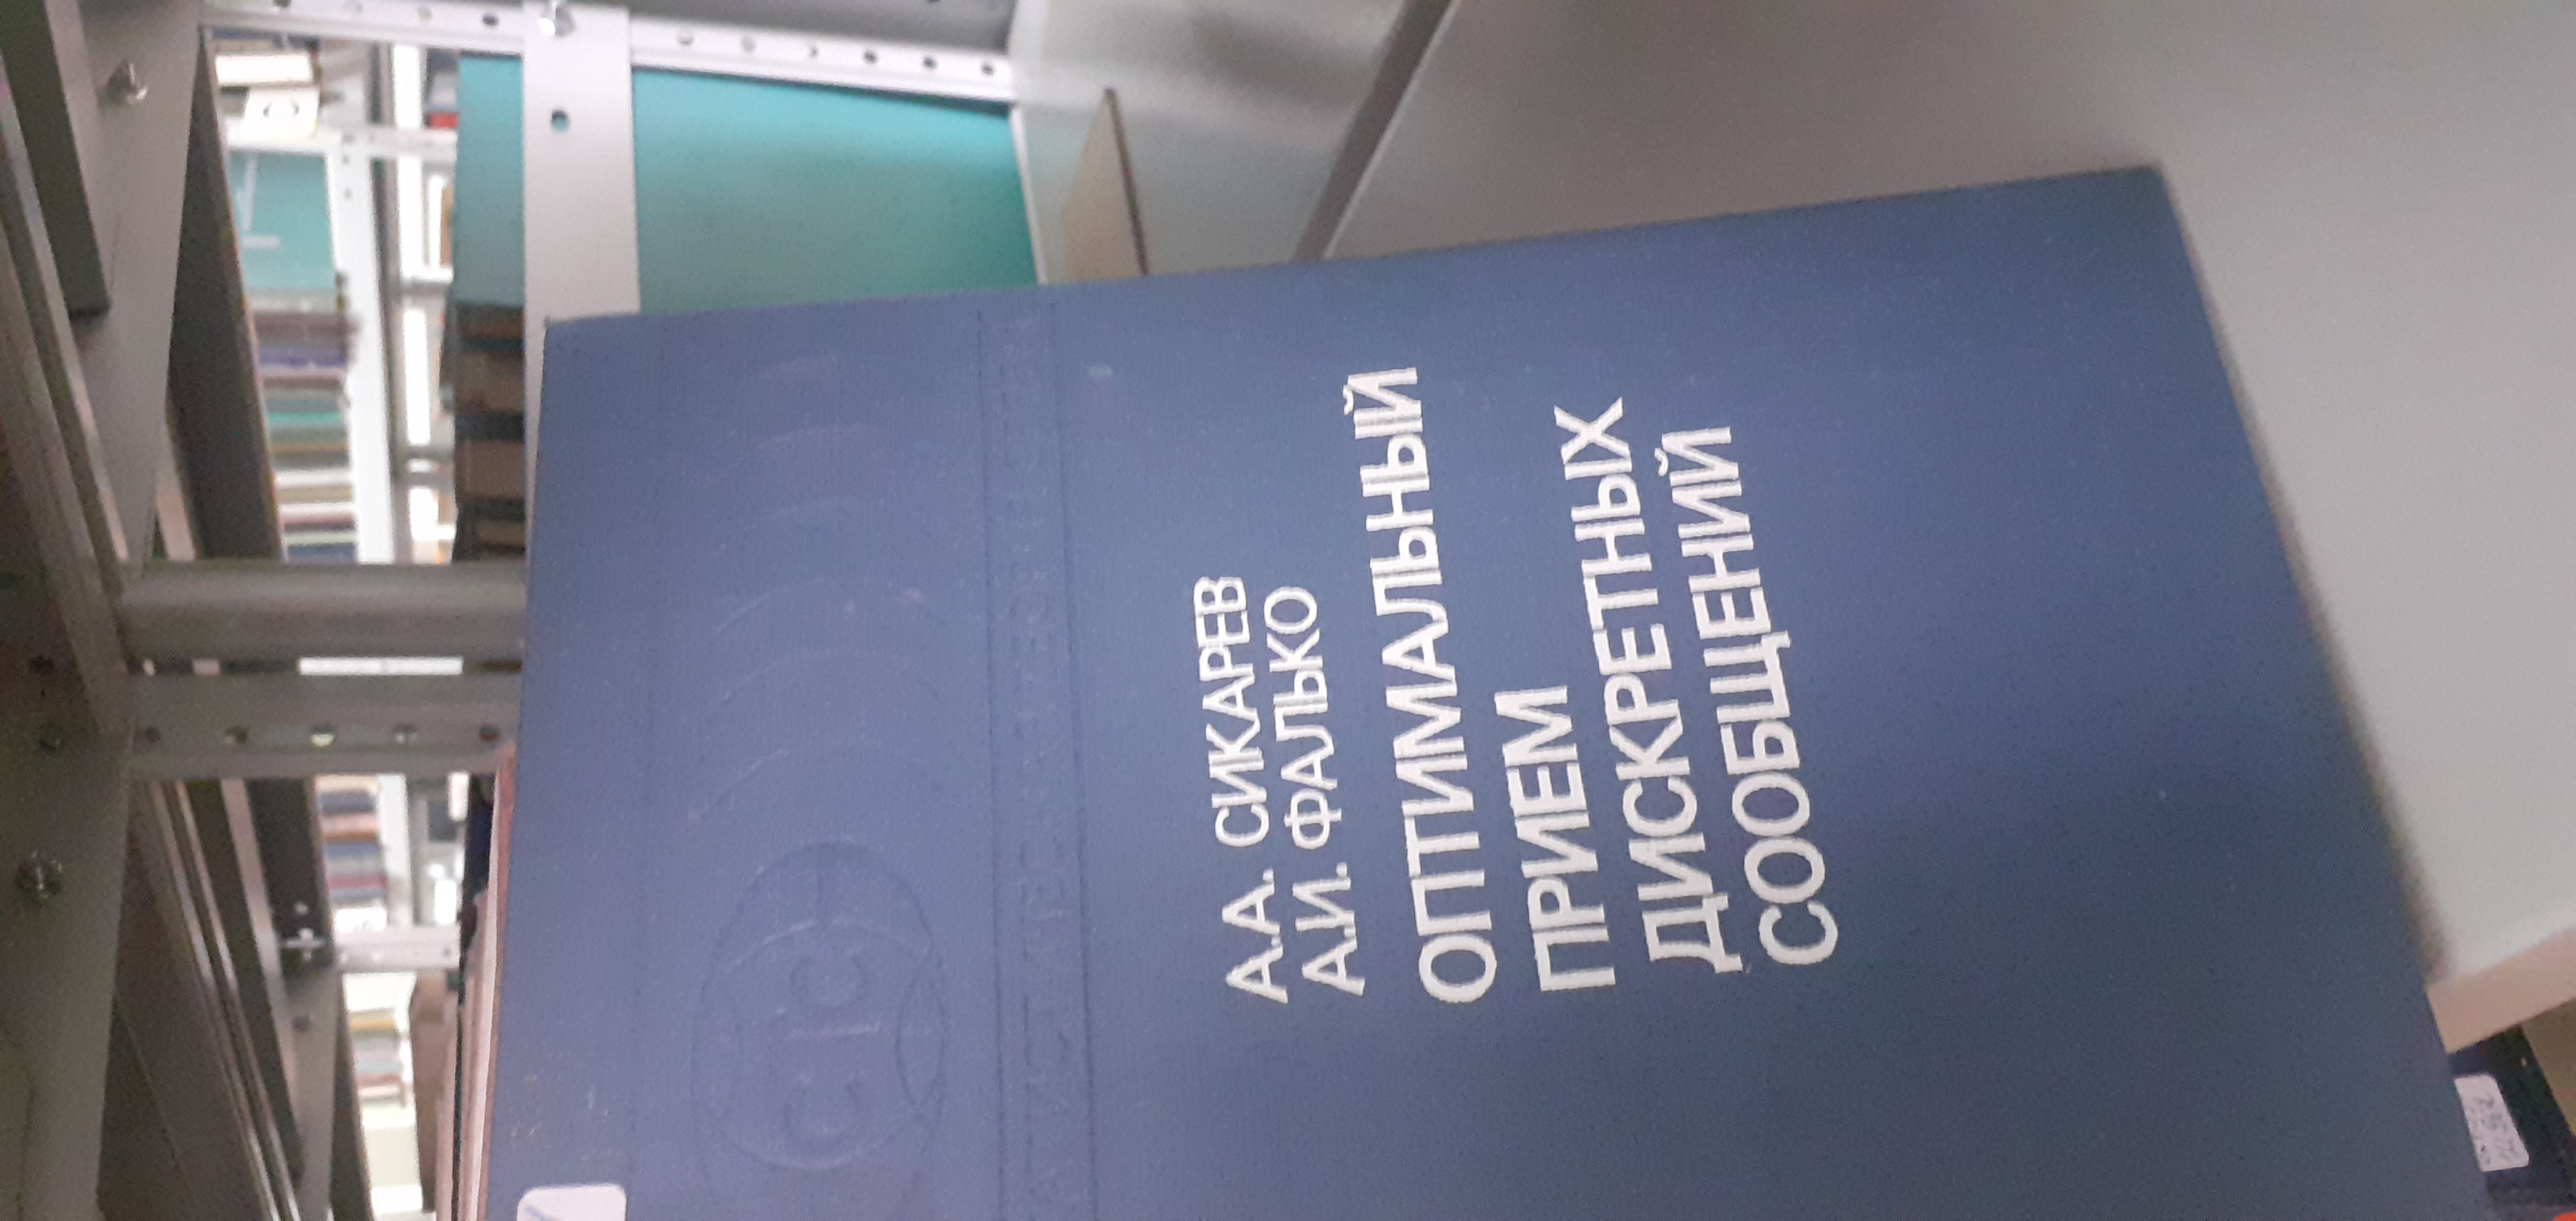 А.А. СИКАРЕВ
А.И. ФАЛЬКО
ОПТИМАЛЬНЫЙ
ПРИЕМ
ДИСКРЕТНЫХ
СООБЩЕНИЙ